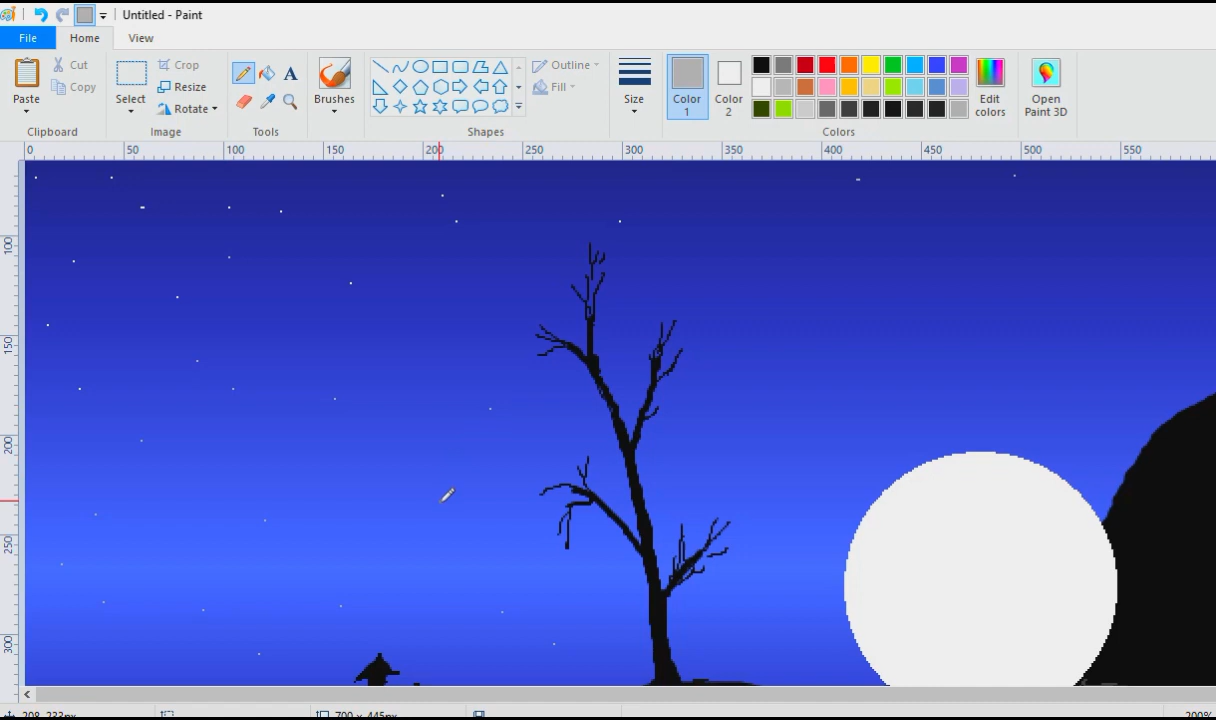 Untitled - Paint
File Home View
Paste
Cut
Copy
Clipboard
Select
Crop
Resize
Rotate
Image
A
Tools
Brushes
Shapes
Outline
Fill
Size
Color 1
Color 2
Colors
Edit colors
Open Paint 3D
0 50 100 150 200 250 300 350 400 450 500 550
100
150
200
250
300
208, 233px 700 × 445px 200%